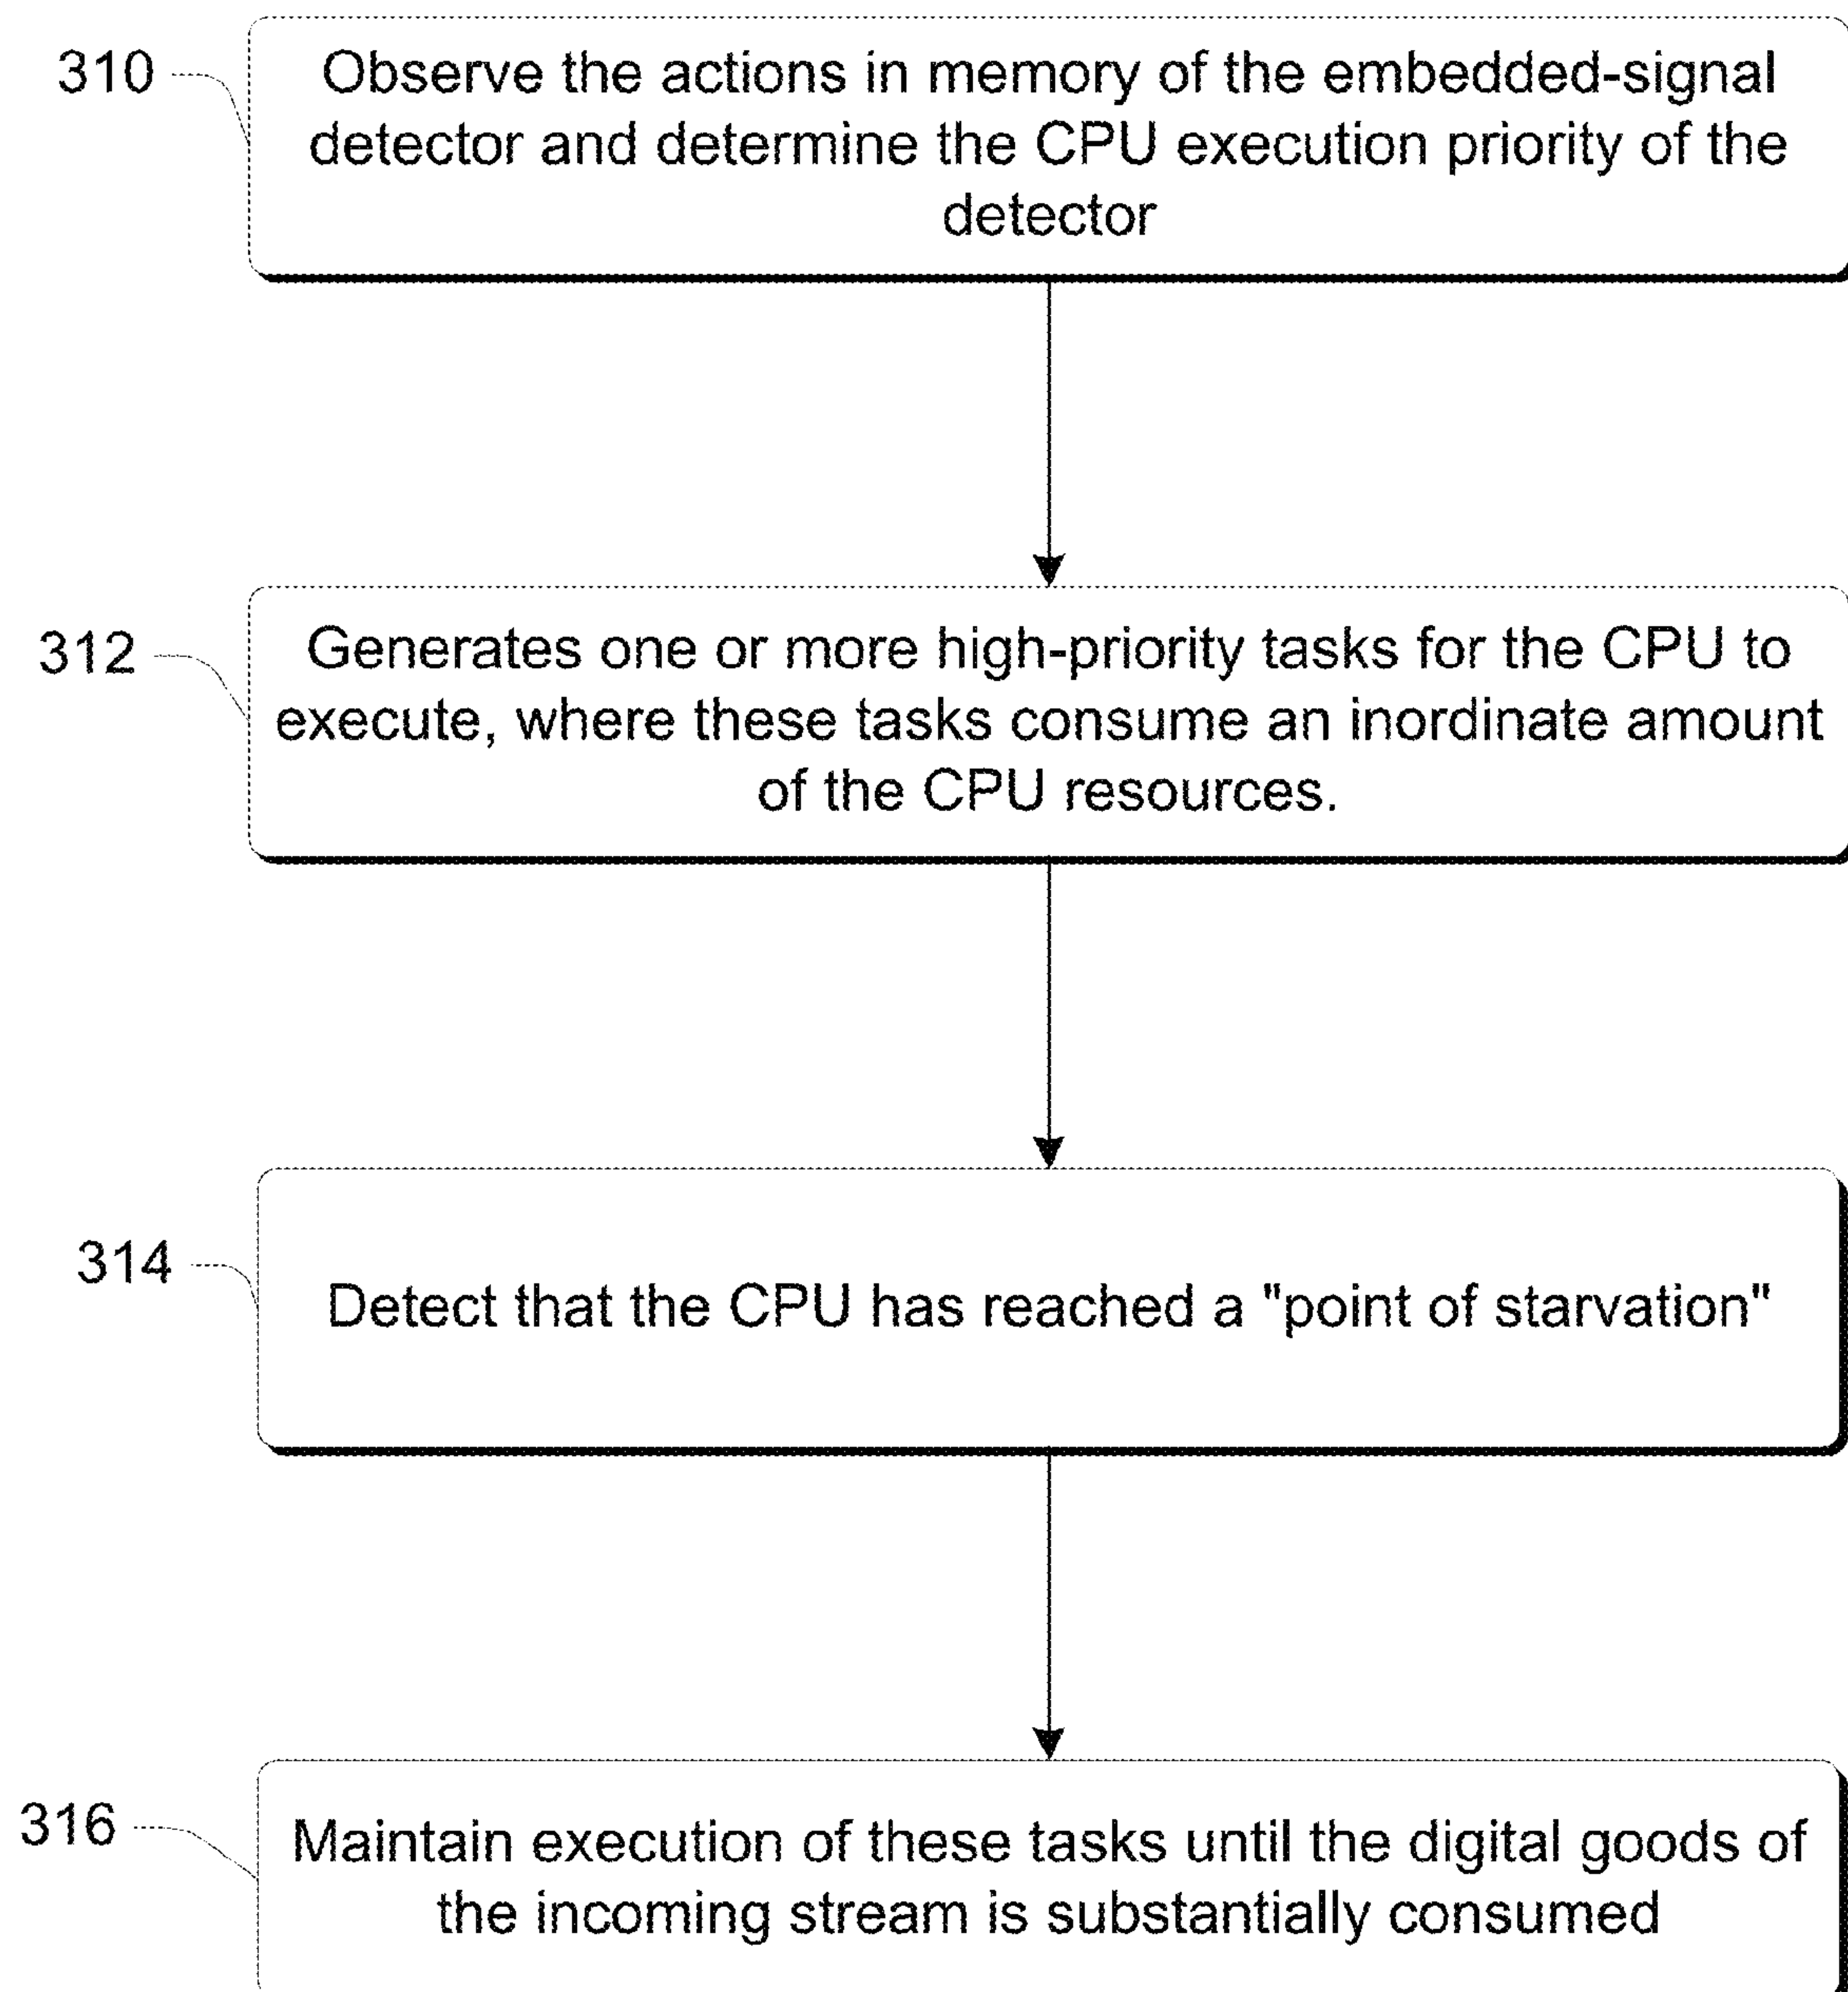 310
Observe the actions in memory of the embedded-signal
detector and determine the CPU execution priority of the
detector
312
Generates one or more high-priority tasks for the CPU to
execute, where these tasks consume an inordinate amount
of the CPU resources.
314
Detect that the CPU has reached a "point of starvation"
316
Maintain execution of these tasks until the digital goods of
the incoming stream is substantially consumed